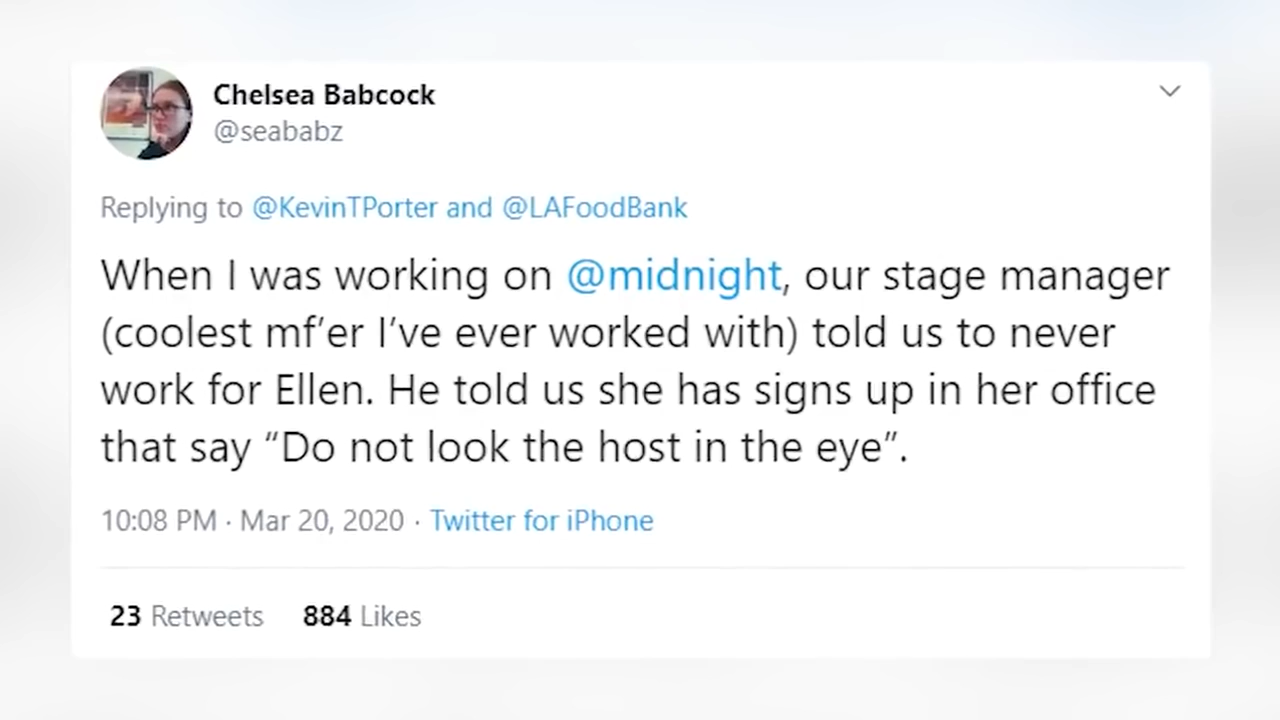 Chelsea Babcock
@seababz
Replying to @KevinTPorter and @LAFoodBank
When I was working on @midnight, our stage manager
(coolest mf’er I’ve ever worked with) told us to never
work for Ellen. He told us she has signs up in her office
that say “Do not look the host in the eye”.
10:08 PM · Mar 20, 2020 · Twitter for iPhone
23 Retweets 884 Likes